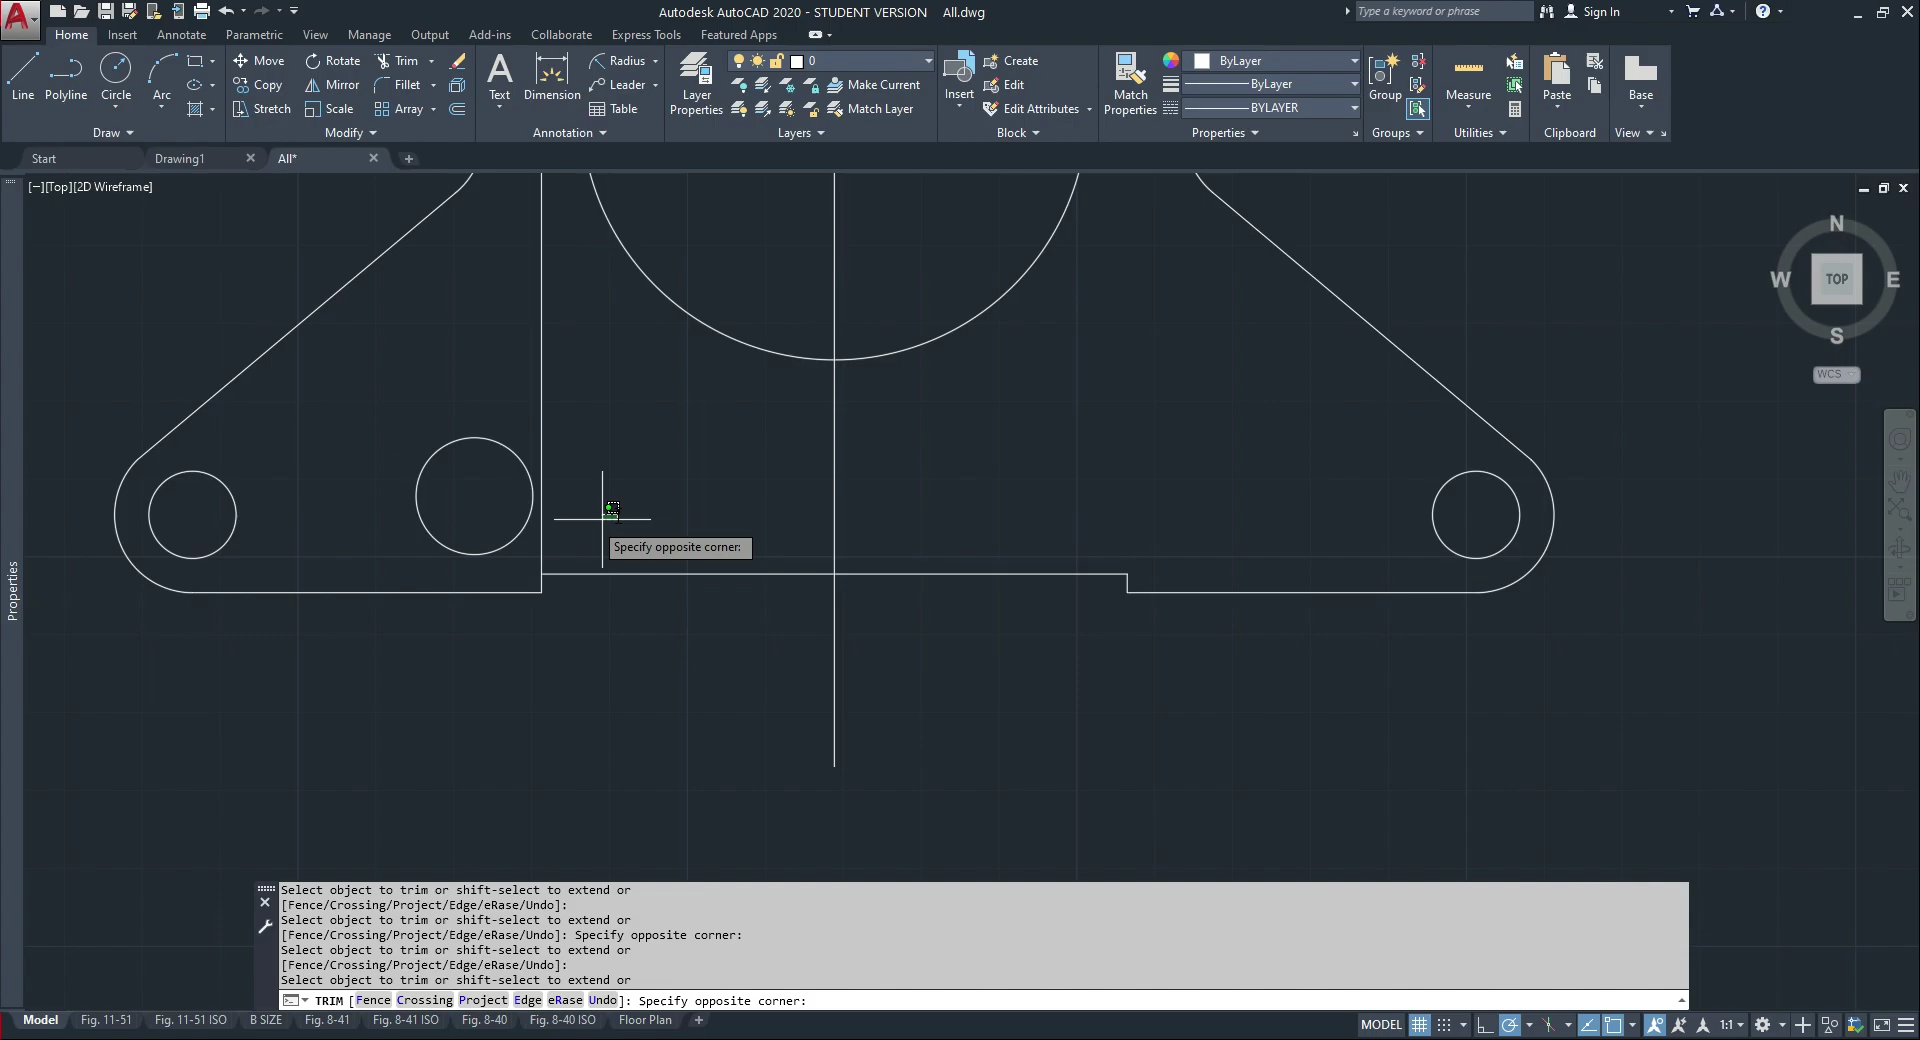 Autodesk AutoCAD 2020 - STUDENT VERSION All.dwg
Type a keyword or phrase
Sign In
Home Insert Annotate Parametric View Manage Output Add-ins Collaborate Express Tools Featured Apps
Line Polyline Circle Arc
Draw
Move Rotate Trim
Copy Mirror Fillet
Stretch Scale Array
Modify
Text Dimension
Radius
Leader
Table
Annotation
Layer Properties
0
Make Current
Match Layer
Layers
Insert
Create
Edit
Edit Attributes
Block
Match Properties
ByLayer
ByLayer
BYLAYER
Properties
Group
Groups
Measure
Utilities
Paste
Clipboard
Base
View
Start Drawing1 All*
[−][Top][2D Wireframe]
N
W TOP E
S
WCS
Specify opposite corner:
Properties
Select object to trim or shift-select to extend or
[Fence/Crossing/Project/Edge/eRase/Undo]:
Select object to trim or shift-select to extend or
[Fence/Crossing/Project/Edge/eRase/Undo]: Specify opposite corner:
Select object to trim or shift-select to extend or
[Fence/Crossing/Project/Edge/eRase/Undo]:
Select object to trim or shift-select to extend or
TRIM [Fence Crossing Project Edge eRase Undo]: Specify opposite corner:
Model Fig. 11-51 Fig. 11-51 ISO B SIZE Fig. 8-41 Fig. 8-41 ISO Fig. 8-40 Fig. 8-40 ISO Floor Plan
MODEL 1:1